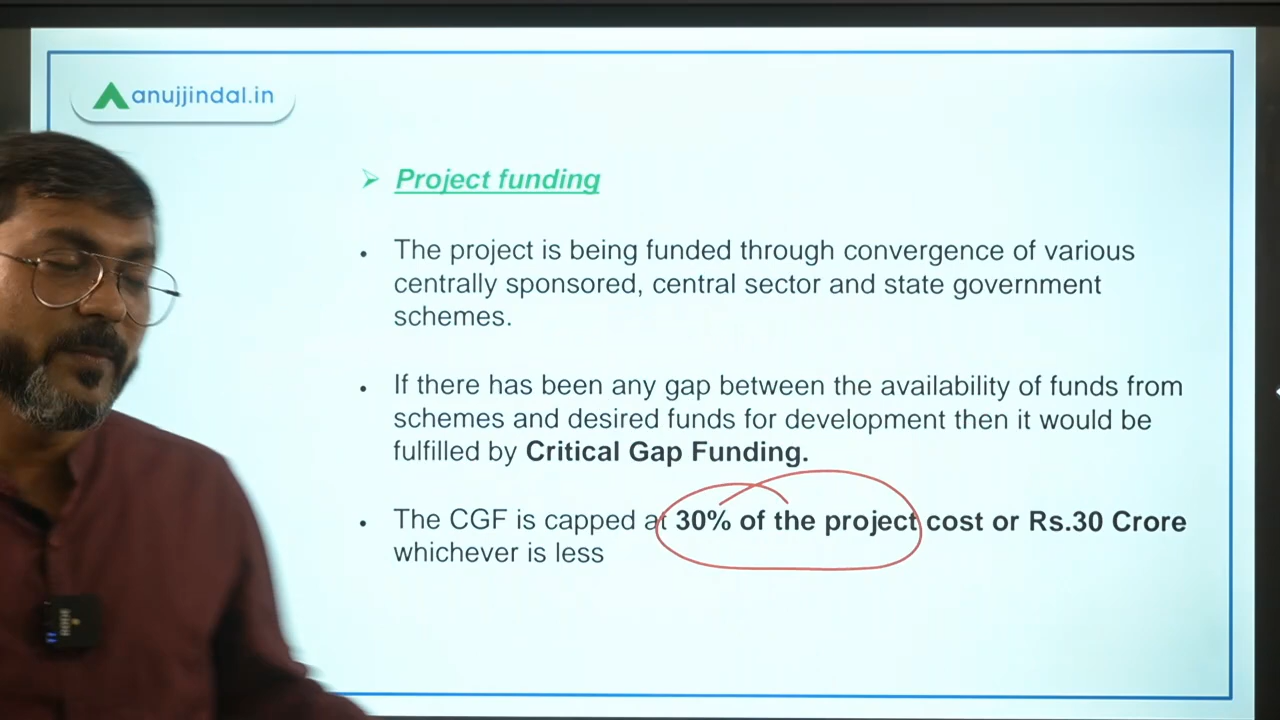 anujjindal.in
Project funding
The project is being funded through convergence of various
centrally sponsored, central sector and state government
schemes.
If there has been any gap between the availability of funds from
schemes and desired funds for development then it would be
fulfilled by Critical Gap Funding.
The CGF is capped at 30% of the project cost or Rs.30 Crore
whichever is less